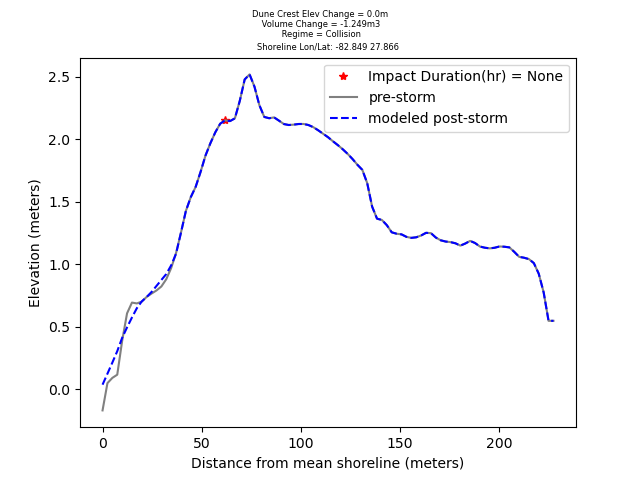 Dune Crest Elev Change = 0.0m
Volume Change = -1.249m3
Regime = Collision
Shoreline Lon/Lat: -82.849 27.866
Impact Duration(hr) = None
pre-storm
modeled post-storm
Elevation (meters)
2.5
2.0
1.5
1.0
0.5
0.0
0 50 100 150 200
Distance from mean shoreline (meters)